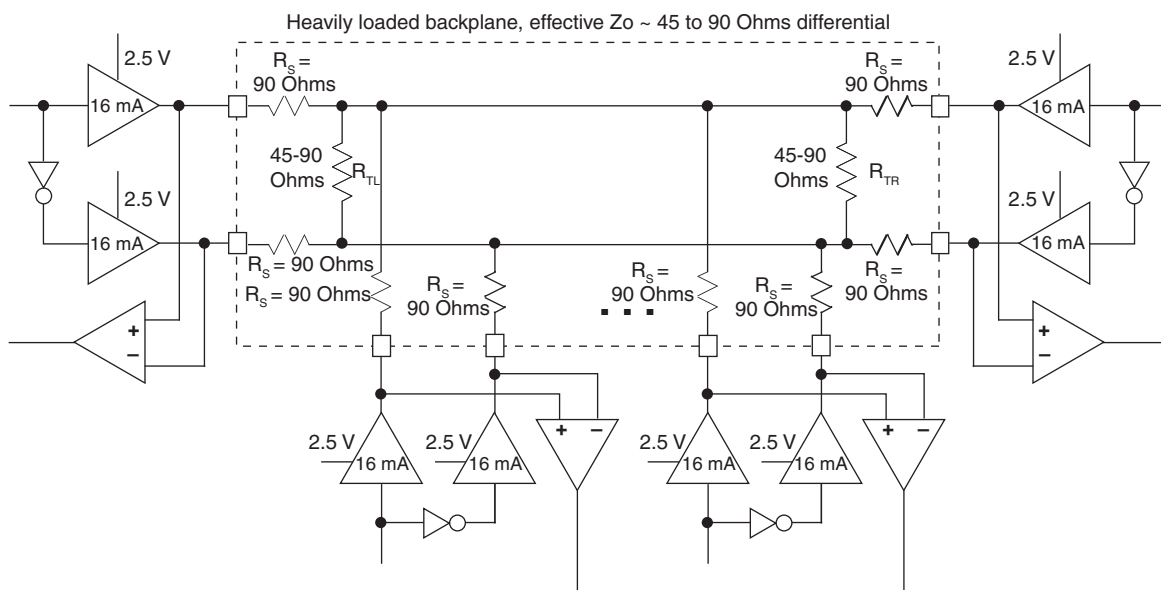 Heavily loaded backplane, effective Zo ~ 45 to 90 Ohms differential
2.5 V
R_S =
90 Ohms
R_S =
90 Ohms
2.5 V
16 mA
16 mA
45-90
Ohms
R_TL
45-90
Ohms
R_TR
2.5 V
2.5 V
16 mA
16 mA
R_S = 90 Ohms
R_S = 90 Ohms
R_S =
90 Ohms
R_S =
90 Ohms
R_S =
90 Ohms
R_S =
90 Ohms
. . .
+
–
+
–
+ –
+ –
2.5 V
16 mA
2.5 V
16 mA
2.5 V
16 mA
2.5 V
16 mA